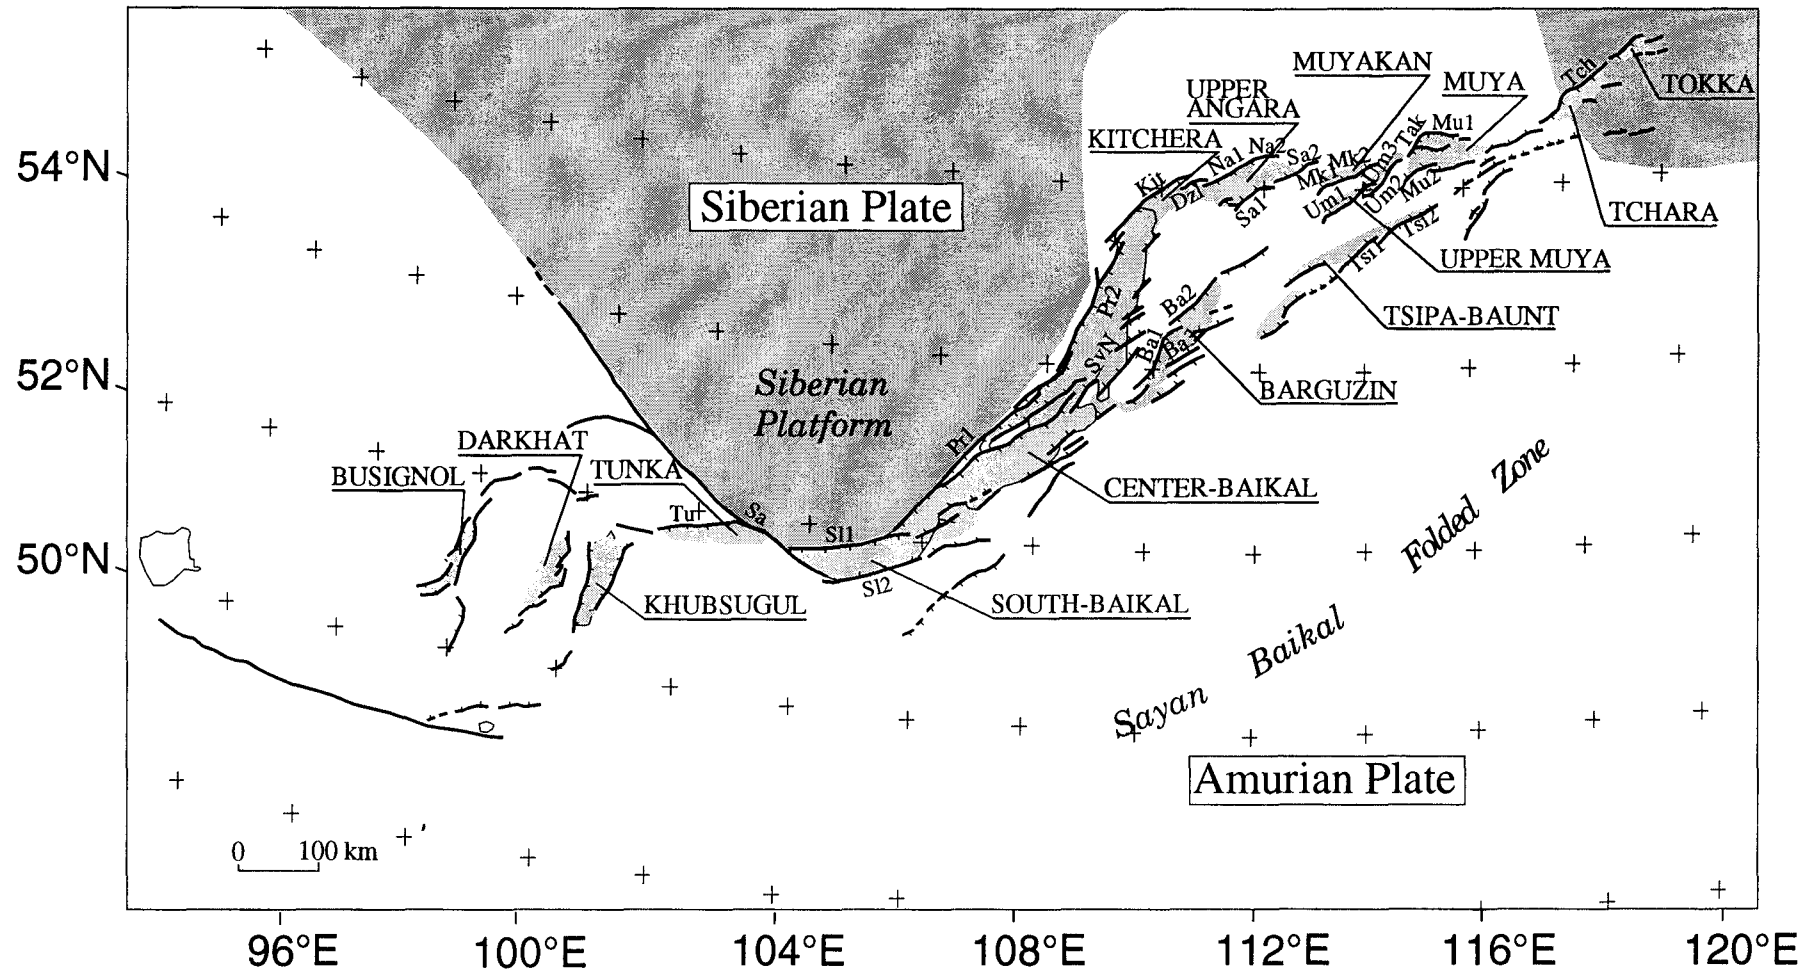 MUYAKAN
UPPER
ANGARA
MUYA
TOKKA
Tch
KITCHERA
Na1
Na2
Sa2
Mk1
Mk2
Um3
Tak
Mu1
Kit
Dzl
Sa1
Um1
Um2
Mu2
TCHARA
54°N
Siberian Plate
Tsi1
Tsi2
UPPER MUYA
Pr2
Ba2
TSIPA-BAUNT
SvN
Ba1
52°N
Siberian
Platform
BARGUZIN
Pr1
DARKHAT
BUSIGNOL
TUNKA
CENTER-BAIKAL
Tu
Sa
Sl1
50°N
Sl2
KHUBSUGUL
SOUTH-BAIKAL
Sayan Baikal Folded Zone
Amurian Plate
0 100 km
96°E 100°E 104°E 108°E 112°E 116°E 120°E